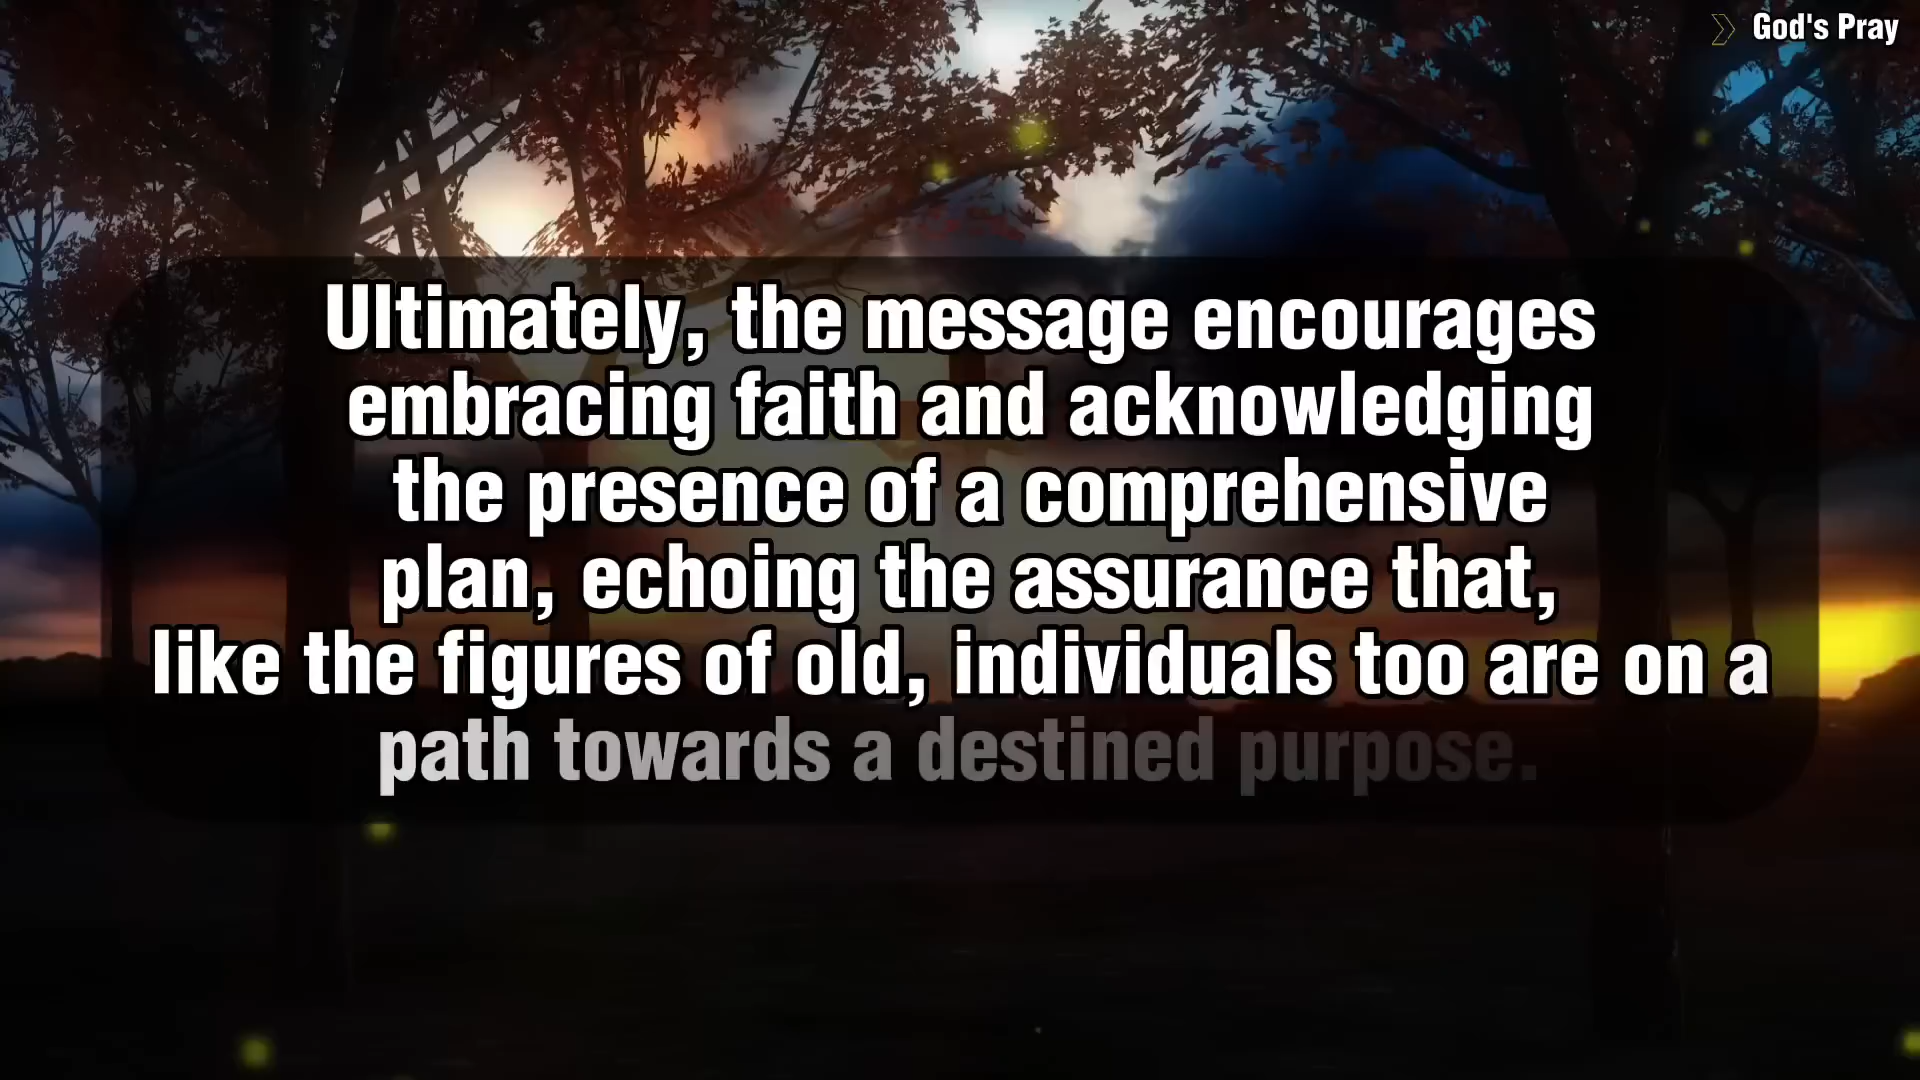 God's Pray
Ultimately, the message encourages
embracing faith and acknowledging
the presence of a comprehensive
plan, echoing the assurance that,
like the figures of old, individuals too are on a
path towards a destined purpose.